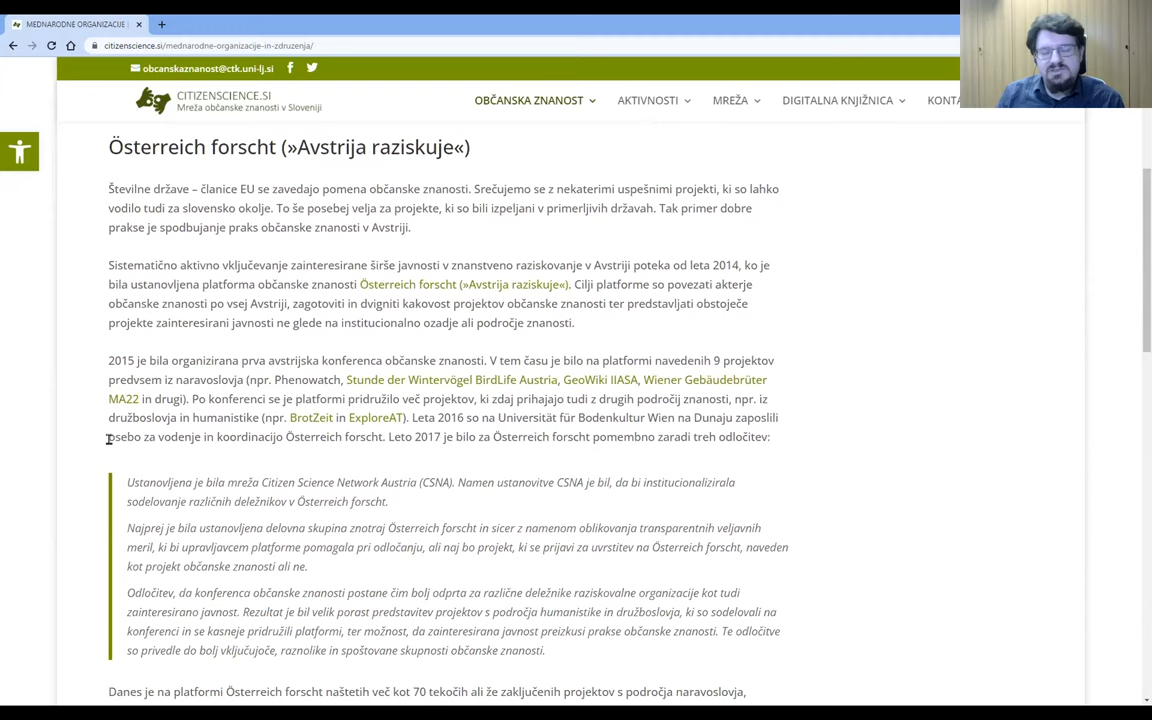 MEDNARODNE ORGANIZACIJE
citizenscience.si/mednarodne-organizacije-in-zdruzenja/
obcanskaznanost@ctk.uni-lj.si
CITIZENSCIENCE.SI
Mreža občanske znanosti v Sloveniji
OBČANSKA ZNANOST
AKTIVNOSTI
MREŽA
DIGITALNA KNJIŽNICA
Österreich forscht (»Avstrija raziskuje«)
Številne države – članice EU se zavedajo pomena občanske znanosti. Srečujemo se z nekaterimi uspešnimi projekti, ki so lahko
vodilo tudi za slovensko okolje. To še posebej velja za projekte, ki so bili izpeljani v primerljivih državah. Tak primer dobre
prakse je spodbujanje praks občanske znanosti v Avstriji.
Sistematično aktivno vključevanje zainteresirane širše javnosti v znanstveno raziskovanje v Avstriji poteka od leta 2014, ko je
bila ustanovljena platforma občanske znanosti Österreich forscht (»Avstrija raziskuje«). Cilji platforme so povezati akterje
občanske znanosti po vsej Avstriji, zagotoviti in dvigniti kakovost projektov občanske znanosti ter predstavljati obstoječe
projekte zainteresirani javnosti ne glede na institucionalno ozadje ali področje znanosti.
2015 je bila organizirana prva avstrijska konferenca občanske znanosti. V tem času je bilo na platformi navedenih 9 projektov
predvsem iz naravoslovja (npr. Phenowatch, Stunde der Wintervögel BirdLife Austria, GeoWiki IIASA, Wiener Gebäudebrüter
MA22 in drugi). Po konferenci se je platformi pridružilo več projektov, ki zdaj prihajajo tudi z drugih področij znanosti, npr. iz
družboslovja in humanistike (npr. BrotZeit in ExploreAT). Leta 2016 so na Universität für Bodenkultur Wien na Dunaju zaposlili
osebo za vodenje in koordinacijo Österreich forscht. Leto 2017 je bilo za Österreich forscht pomembno zaradi treh odločitev:
Ustanovljena je bila mreža Citizen Science Network Austria (CSNA). Namen ustanovitve CSNA je bil, da bi institucionalizirala
sodelovanje različnih deležnikov v Österreich forscht.
Najprej je bila ustanovljena delovna skupina znotraj Österreich forscht in sicer z namenom oblikovanja transparentnih veljavnih
meril, ki bi upravljavcem platforme pomagala pri odločanju, ali naj bo projekt, ki se prijavi za uvrstitev na Österreich forscht, naveden
kot projekt občanske znanosti ali ne.
Odločitev, da konferenca občanske znanosti postane čim bolj odprta za različne deležnike raziskovalne organizacije kot tudi
zainteresirano javnost. Rezultat je bil velik porast predstavitev projektov s področja humanistike in družboslovja, ki so sodelovali na
konferenci in se kasneje pridružili platformi, ter možnost, da zainteresirana javnost preizkusi prakse občanske znanosti. Te odločitve
so privedle do bolj vključujoče, raznolike in spoštovane skupnosti občanske znanosti.
Danes je na platformi Österreich forscht naštetih več kot 70 tekočih ali že zaključenih projektov s področja naravoslovja,